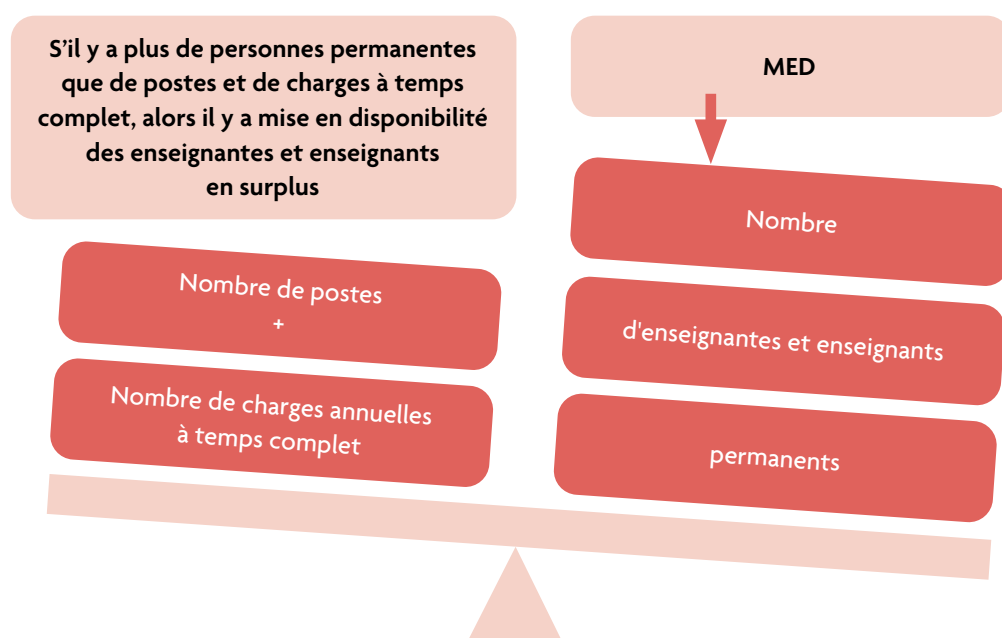 S’il y a plus de personnes permanentes
que de postes et de charges à temps
complet, alors il y a mise en disponibilité
des enseignantes et enseignants
en surplus
MED
Nombre
d'enseignantes et enseignants
permanents
Nombre de postes
+
Nombre de charges annuelles
à temps complet